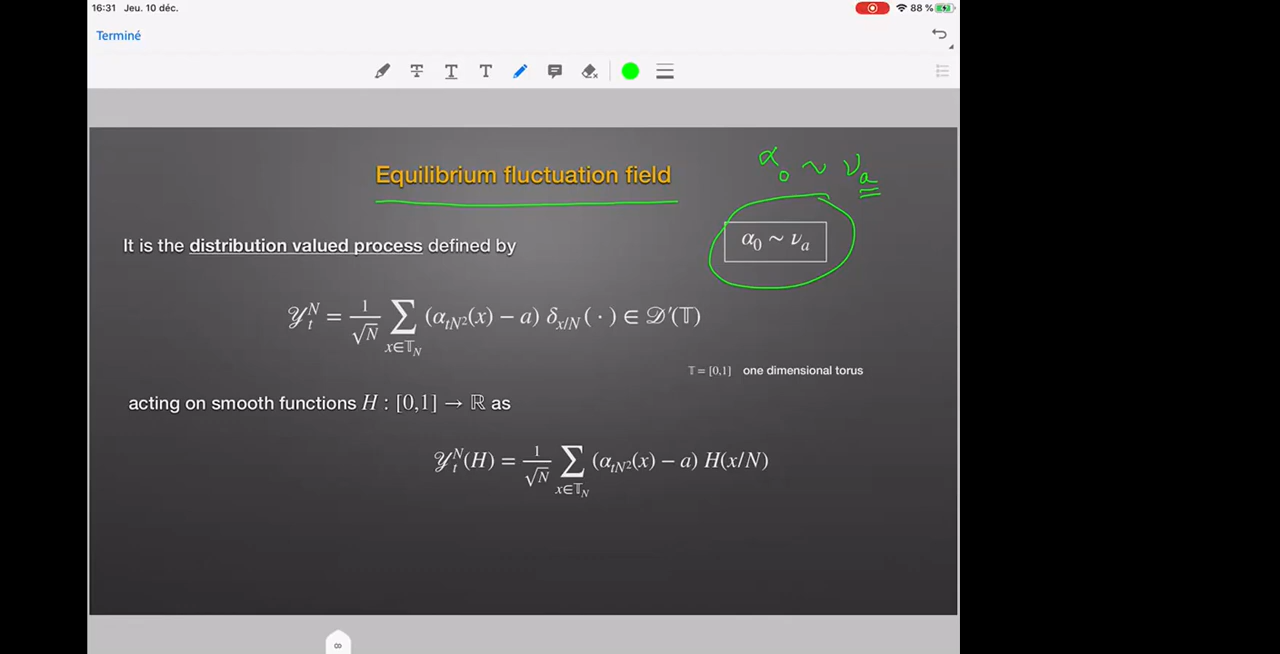 16:31 Jeu. 10 déc.
88 %
Terminé
Equilibrium fluctuation field
α₀ ~ ν_a
It is the distribution valued process defined by
α₀ ~ ν_a
𝒴_t^N = 1/√N ∑_{x∈𝕋_N} (α_{tN²}(x) − a) δ_{x/N}( · ) ∈ 𝒟′(𝕋)
𝕋 = [0,1] one dimensional torus
acting on smooth functions H : [0,1] → ℝ as
𝒴_t^N(H) = 1/√N ∑_{x∈𝕋_N} (α_{tN²}(x) − a) H(x/N)